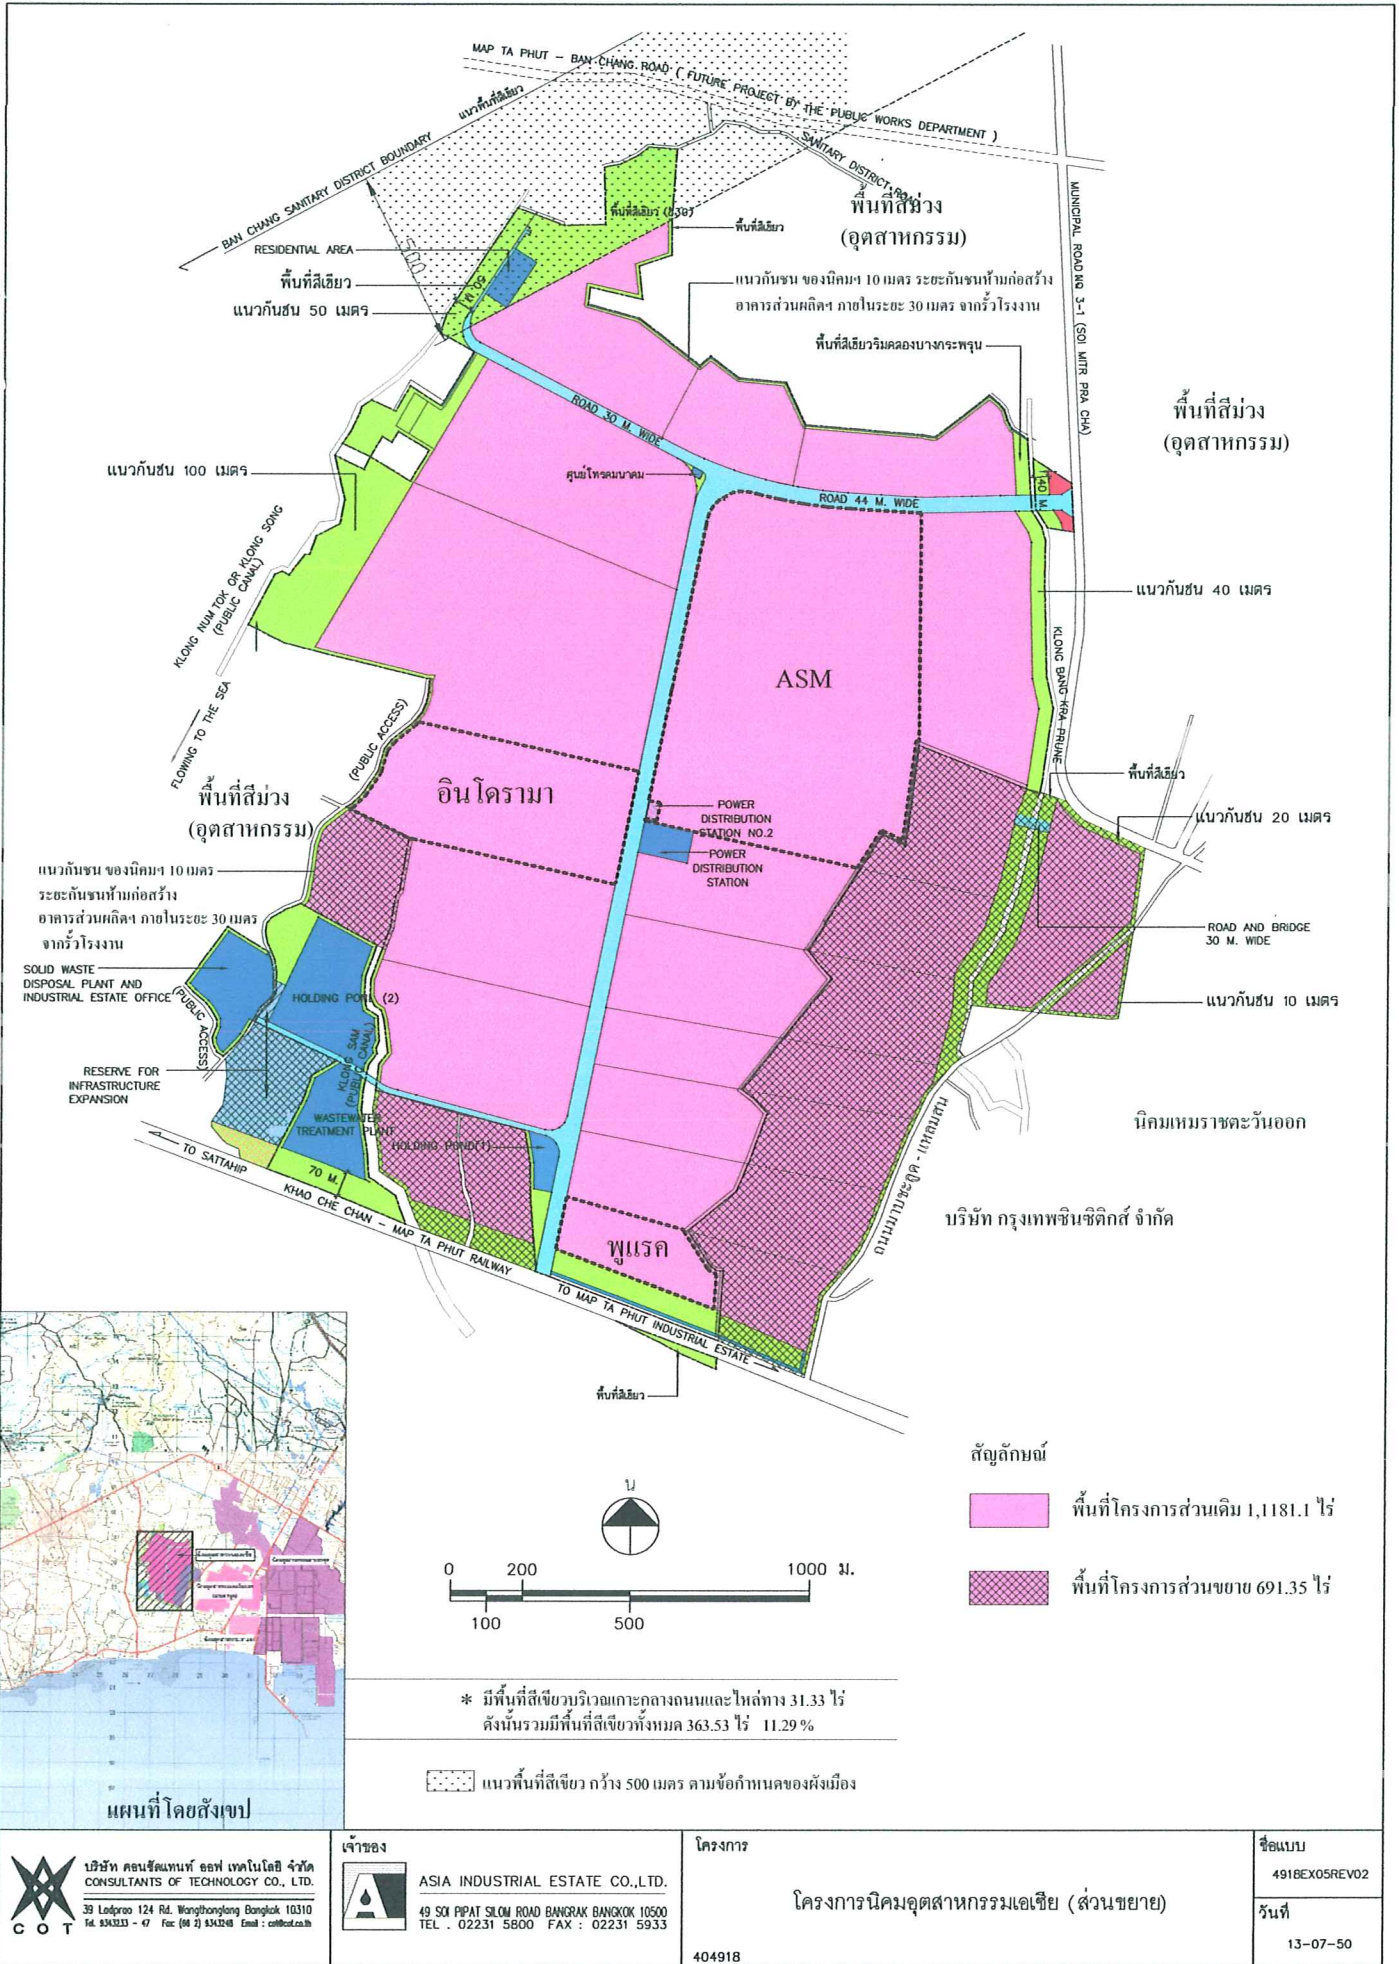 MAP TA PHUT - BAN CHANG ROAD ( FUTURE PROJECT BY THE PUBLIC WORKS DEPARTMENT )
แนวพื้นที่สีเขียว
BAN CHANG SANITARY DISTRICT BOUNDARY
SANITARY DISTRICT ROAD
MUNICIPAL ROAD NO 3-1 (SOI MITR PRA CHA)
พื้นที่สีม่วง
(อุตสาหกรรม)
พื้นที่สีเขียว
RESIDENTIAL AREA
500
พื้นที่สีเขียว
แนวกันชน 50 เมตร
50 M.
แนวกันชน ของนิคมฯ 10 เมตร ระยะกันชนห้ามก่อสร้าง
อาคารส่วนผลิตฯ ภายในระยะ 30 เมตร จากรั้วโรงงาน
พื้นที่สีเขียวริมคลองบางกระพรุน
พื้นที่สีม่วง
(อุตสาหกรรม)
ROAD 30 M. WIDE
แนวกันชน 100 เมตร
ศูนย์โทรคมนาคม
ROAD 44 M. WIDE
40 M.
KLONG NUM TOK OR KLONG SONG
(PUBLIC CANAL)
FLOWING TO THE SEA
แนวกันชน 40 เมตร
KLONG BANG KRA PRUNE
ASM
(PUBLIC ACCESS)
พื้นที่สีม่วง
(อุตสาหกรรม)
อินโดรามา
พื้นที่สีเขียว
POWER
DISTRIBUTION
STATION NO.2
POWER
DISTRIBUTION
STATION
แนวกันชน 20 เมตร
แนวกันชน ของนิคมฯ 10 เมตร
ระยะกันชนห้ามก่อสร้าง
อาคารส่วนผลิตฯ ภายในระยะ 30 เมตร
จากรั้วโรงงาน
ROAD AND BRIDGE
30 M. WIDE
SOLID WASTE
DISPOSAL PLANT AND
INDUSTRIAL ESTATE OFFICE
(PUBLIC ACCESS)
HOLDING POND (2)
แนวกันชน 10 เมตร
KLONG SAM
(PUBLIC CANAL)
RESERVE FOR
INFRASTRUCTURE
EXPANSION
WASTEWATER
TREATMENT PLANT
HOLDING POND(1)
นิคมเหมราชตะวันออก
ถนนมาบชะลูด - แหลมสน
TO SATTAHIP
70 M.
KHAO CHE CHAN - MAP TA PHUT RAILWAY
บริษัท กรุงเทพซินธิติกส์ จำกัด
พูแรค
TO MAP TA PHUT INDUSTRIAL ESTATE
พื้นที่สีเขียว
สัญลักษณ์
พื้นที่โครงการส่วนเดิม 1,1181.1 ไร่
พื้นที่โครงการส่วนขยาย 691.35 ไร่
น
0 200 1000 ม.
100 500
* มีพื้นที่สีเขียวบริเวณเกาะกลางถนนและไหล่ทาง 31.33 ไร่
ดังนั้นรวมมีพื้นที่สีเขียวทั้งหมด 363.53 ไร่ 11.29 %
แนวพื้นที่สีเขียว กว้าง 500 เมตร ตามข้อกำหนดของผังเมือง
แผนที่โดยสังเขป
COT
บริษัท คอนซัลแทนท์ ออฟ เทคโนโลยี จำกัด
CONSULTANTS OF TECHNOLOGY CO., LTD.
39 Ladprao 124 Rd. Wangthonglang Bangkok 10310
Tel. 9343233 - 47 Fax: (66 2) 9343248 Email : cot@cot.co.th
เจ้าของ
ASIA INDUSTRIAL ESTATE CO.,LTD.
49 SOI PIPAT SILOM ROAD BANGRAK BANGKOK 10500
TEL . 02231 5800 FAX : 02231 5933
โครงการ
โครงการนิคมอุตสาหกรรมเอเซีย (ส่วนขยาย)
404918
ชื่อแบบ
4918EX05REV02
วันที่
13-07-50